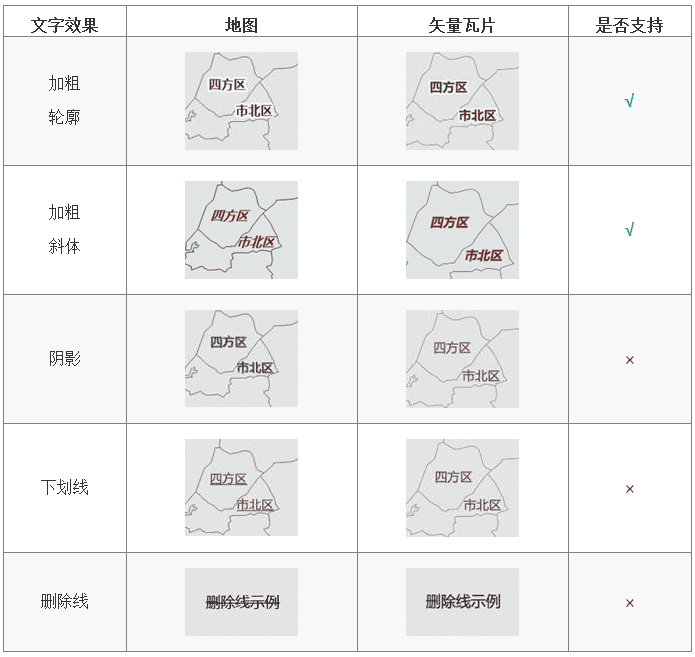 文字效果 地图 矢量瓦片 是否支持
加粗
轮廓
四方区
市北区
四方区
市北区
√
加粗
斜体
四方区
市北区
四方区
市北区
√
阴影
四方区
市北区
四方区
市北区
×
下划线
四方区
市北区
四方区
市北区
×
删除线
删除线示例
删除线示例
×